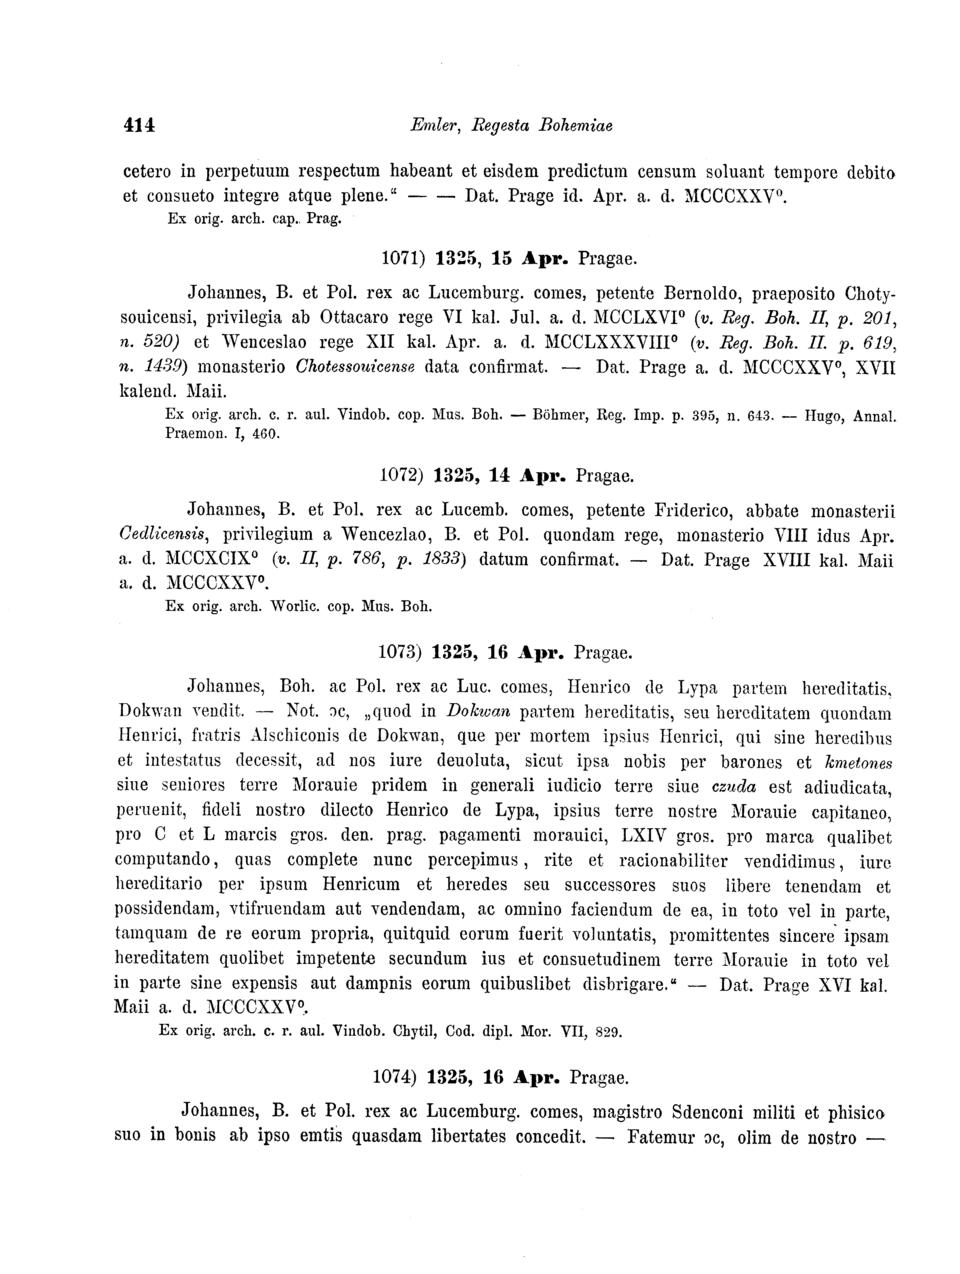 414 Emler, Regesta Bohemiae
cetero in perpetuum respectum habeant et eisdem predictum censum soluant tempore debito
et consueto integre atque plene.“ — — Dat. Prage id. Apr. a. d. MCCCXXV⁰.
Ex orig. arch. cap. Prag.
1071) 1325, 15 Apr. Pragae.
Johannes, B. et Pol. rex ac Lucemburg. comes, petente Bernoldo, praeposito Choty-
souicensi, privilegia ab Ottacaro rege VI kal. Jul. a. d. MCCLXVI⁰ (v. Reg. Boh. II, p. 201,
n. 520) et Wenceslao rege XII kal. Apr. a. d. MCCLXXXVIII⁰ (v. Reg. Boh. II. p. 619,
n. 1439) monasterio Chotessouicense data confirmat. — Dat. Prage a. d. MCCCXXV⁰, XVII
kalend. Maii.
Ex orig. arch. c. r. aul. Vindob. cop. Mus. Boh. — Böhmer, Reg. Imp. p. 395, n. 643. — Hugo, Annal.
Praemon. I, 460.
1072) 1325, 14 Apr. Pragae.
Johannes, B. et Pol. rex ac Lucemb. comes, petente Friderico, abbate monasterii
Cedlicensis, privilegium a Wencezlao, B. et Pol. quondam rege, monasterio VIII idus Apr.
a. d. MCCXCIX⁰ (v. II, p. 786, p. 1833) datum confirmat. — Dat. Prage XVIII kal. Maii
a. d. MCCCXXV⁰.
Ex orig. arch. Worlic. cop. Mus. Boh.
1073) 1325, 16 Apr. Pragae.
Johannes, Boh. ac Pol. rex ac Luc. comes, Henrico de Lypa partem hereditatis,
Dokwan vendit. — Not. ɔc, „quod in Dokwan partem hereditatis, seu hereditatem quondam
Henrici, fratris Alschiconis de Dokwan, que per mortem ipsius Henrici, qui sine heredibus
et intestatus decessit, ad nos iure deuoluta, sicut ipsa nobis per barones et kmetones
siue seniores terre Morauie pridem in generali iudicio terre siue czuda est adiudicata,
peruenit, fideli nostro dilecto Henrico de Lypa, ipsius terre nostre Morauie capitaneo,
pro C et L marcis gros. den. prag. pagamenti morauici, LXIV gros. pro marca qualibet
computando, quas complete nunc percepimus, rite et racionabiliter vendidimus, iure
hereditario per ipsum Henricum et heredes seu successores suos libere tenendam et
possidendam, vtifruendam aut vendendam, ac omnino faciendum de ea, in toto vel in parte,
tamquam de re eorum propria, quitquid eorum fuerit voluntatis, promittentes sincere ipsam
hereditatem quolibet impetente secundum ius et consuetudinem terre Morauie in toto vel
in parte sine expensis aut dampnis eorum quibuslibet disbrigare.“ — Dat. Prage XVI kal.
Maii a. d. MCCCXXV⁰.
Ex orig. arch. c. r. aul. Vindob. Chytil, Cod. dipl. Mor. VII, 829.
1074) 1325, 16 Apr. Pragae.
Johannes, B. et Pol. rex ac Lucemburg. comes, magistro Sdenconi militi et phisico
suo in bonis ab ipso emtis quasdam libertates concedit. — Fatemur ɔc, olim de nostro —